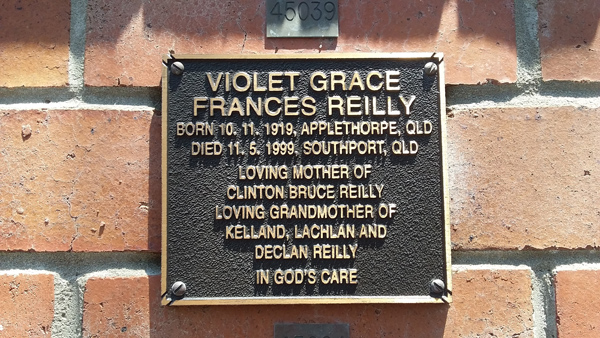 45039
VIOLET GRACE
FRANCES REILLY
BORN 10. 11. 1919, APPLETHORPE, QLD
DIED 11. 5. 1999, SOUTHPORT, QLD
LOVING MOTHER OF
CLINTON BRUCE REILLY
LOVING GRANDMOTHER OF
KELLAND, LACHLAN AND
DECLAN REILLY
IN GOD'S CARE